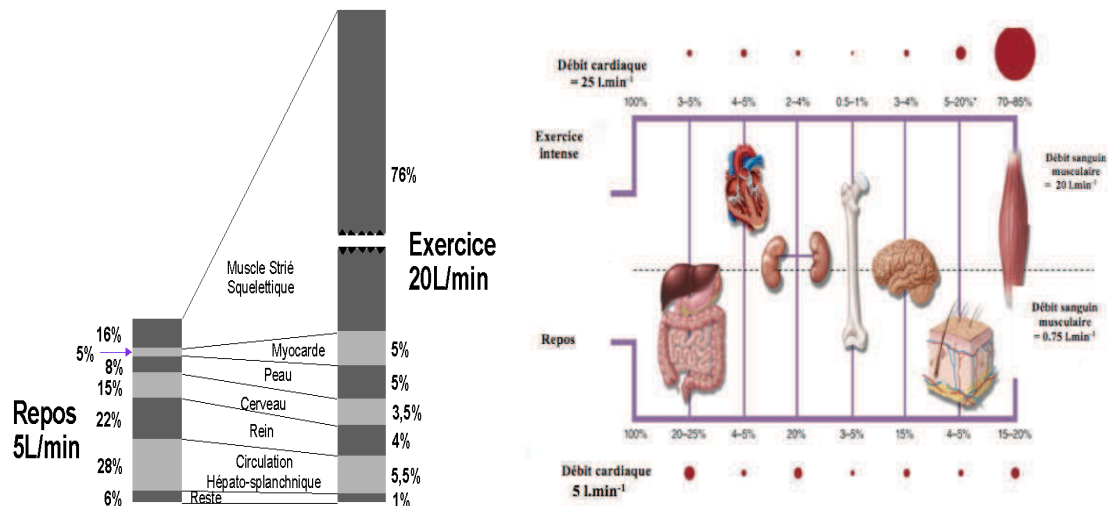 76%
Exercice
20L/min
Muscle Strié
Squelettique
16%
5%
8%
15%
22%
28%
6%
Repos
5L/min
Myocarde
Peau
Cerveau
Rein
Circulation
Hépato-splanchnique
Reste
5%
5%
3,5%
4%
5,5%
1%
Débit cardiaque
= 25 l.min-1
100%
3–5%
4–5%
2–4%
0.5–1%
3–4%
5–20%*
70–85%
Exercice
intense
Débit sanguin
musculaire
= 20 l.min-1
Repos
Débit sanguin
musculaire
= 0.75 l.min-1
100%
20–25%
4–5%
20%
3–5%
15%
4–5%
15–20%
Débit cardiaque
5 l.min-1